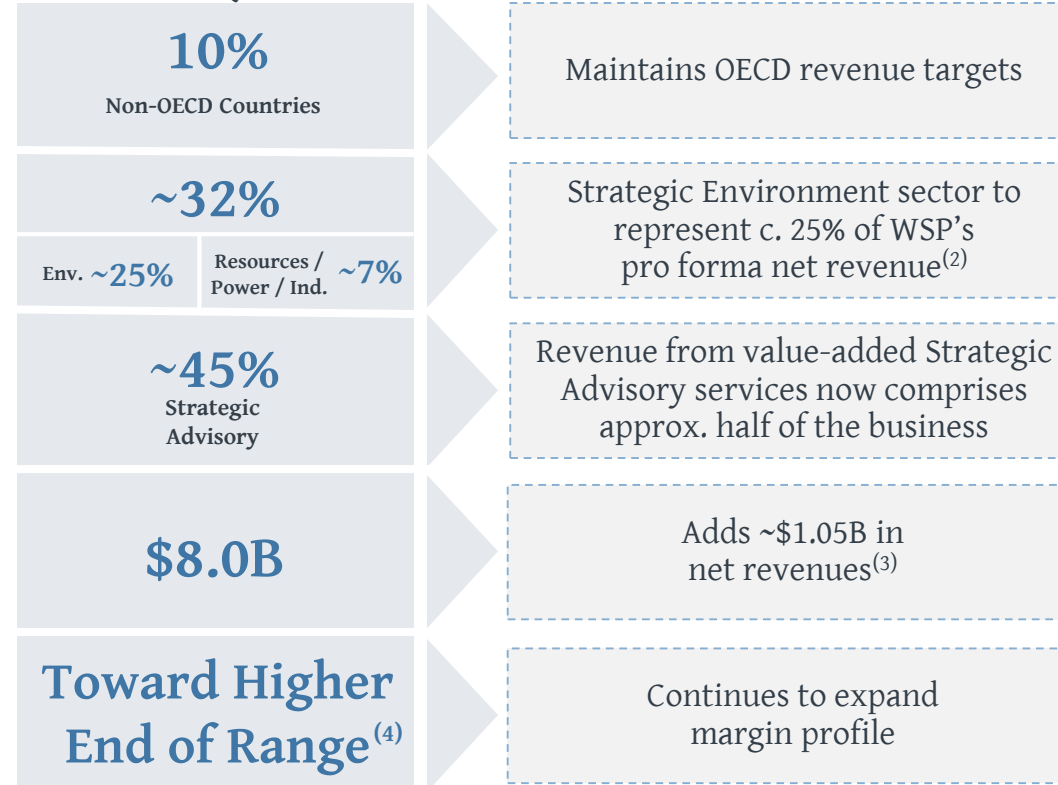 10%
Non-OECD Countries
Maintains OECD revenue targets
~32%
Env. ~25%
Resources /
Power / Ind. ~7%
Strategic Environment sector to
represent c. 25% of WSP’s
pro forma net revenue(2)
~45%
Strategic
Advisory
Revenue from value-added Strategic
Advisory services now comprises
approx. half of the business
$8.0B
Adds ~$1.05B in
net revenues(3)
Toward Higher
End of Range(4)
Continues to expand
margin profile